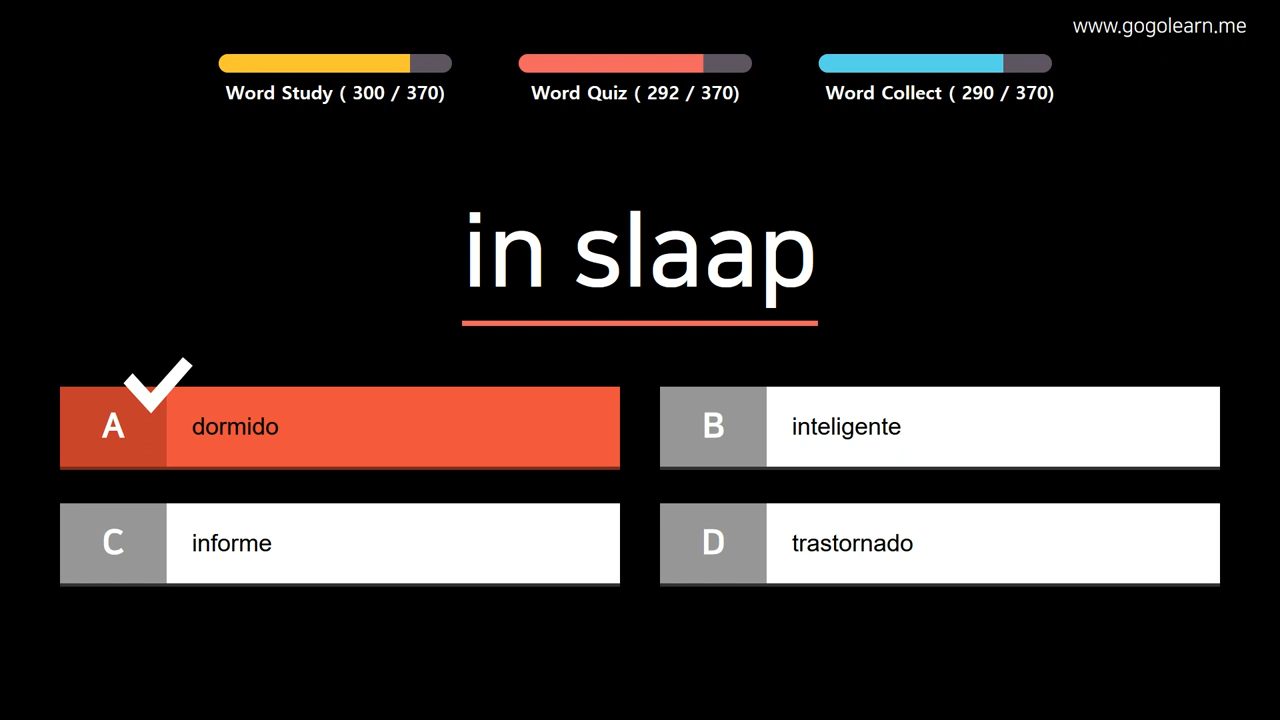 www.gogolearn.me
Word Study ( 300 / 370)
Word Quiz ( 292 / 370)
Word Collect ( 290 / 370)
in slaap
A dormido
B inteligente
C informe
D trastornado